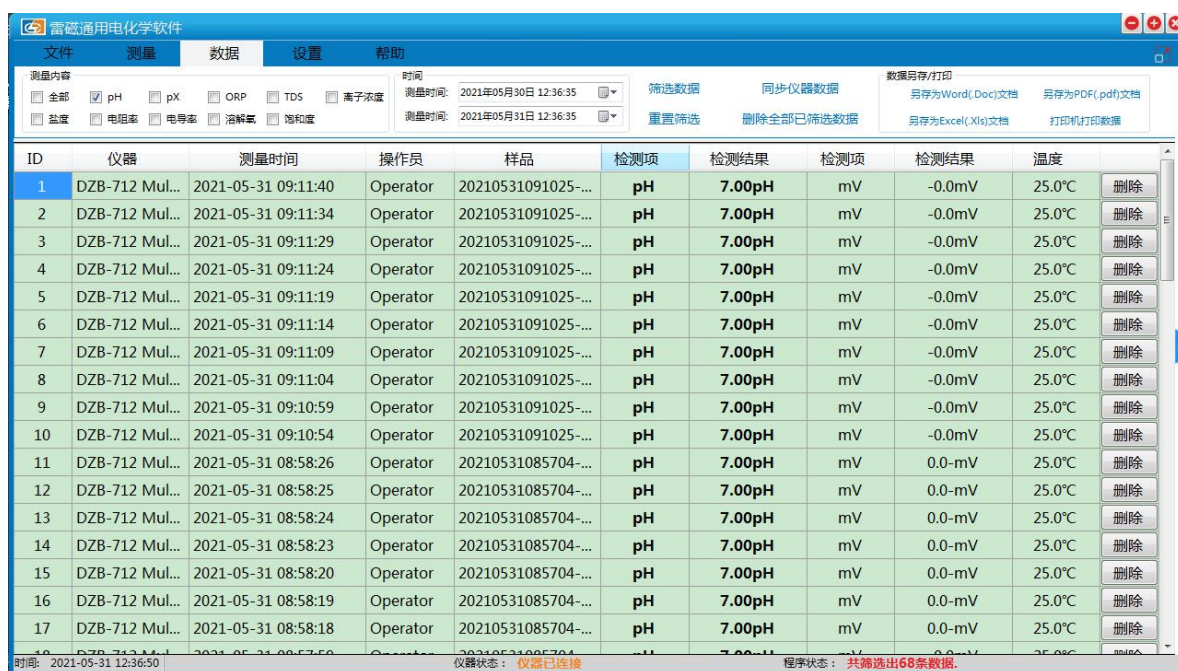 雷磁通用电化学软件
文件 测量 数据 设置 帮助
测量内容 时间 数据另存/打印
全部 pH pX ORP TDS 离子浓度 测量时间: 2021年05月30日 12:36:35 筛选数据 同步仪器数据 另存为Word(.Doc)文档 另存为PDF(.pdf)文档
盐度 电阻率 电导率 溶解氧 饱和度 测量时间: 2021年05月31日 12:36:35 重置筛选 删除全部已筛选数据 另存为Excel(.Xls)文档 打印机打印数据
ID 仪器 测量时间 操作员 样品 检测项 检测结果 检测项 检测结果 温度
1 DZB-712 Mul... 2021-05-31 09:11:40 Operator 20210531091025-... pH 7.00pH mV -0.0mV 25.0℃ 删除
2 DZB-712 Mul... 2021-05-31 09:11:34 Operator 20210531091025-... pH 7.00pH mV -0.0mV 25.0℃ 删除
3 DZB-712 Mul... 2021-05-31 09:11:29 Operator 20210531091025-... pH 7.00pH mV -0.0mV 25.0℃ 删除
4 DZB-712 Mul... 2021-05-31 09:11:24 Operator 20210531091025-... pH 7.00pH mV -0.0mV 25.0℃ 删除
5 DZB-712 Mul... 2021-05-31 09:11:19 Operator 20210531091025-... pH 7.00pH mV -0.0mV 25.0℃ 删除
6 DZB-712 Mul... 2021-05-31 09:11:14 Operator 20210531091025-... pH 7.00pH mV -0.0mV 25.0℃ 删除
7 DZB-712 Mul... 2021-05-31 09:11:09 Operator 20210531091025-... pH 7.00pH mV -0.0mV 25.0℃ 删除
8 DZB-712 Mul... 2021-05-31 09:11:04 Operator 20210531091025-... pH 7.00pH mV -0.0mV 25.0℃ 删除
9 DZB-712 Mul... 2021-05-31 09:10:59 Operator 20210531091025-... pH 7.00pH mV -0.0mV 25.0℃ 删除
10 DZB-712 Mul... 2021-05-31 09:10:54 Operator 20210531091025-... pH 7.00pH mV -0.0mV 25.0℃ 删除
11 DZB-712 Mul... 2021-05-31 08:58:26 Operator 20210531085704-... pH 7.00pH mV 0.0-mV 25.0℃ 删除
12 DZB-712 Mul... 2021-05-31 08:58:25 Operator 20210531085704-... pH 7.00pH mV 0.0-mV 25.0℃ 删除
13 DZB-712 Mul... 2021-05-31 08:58:24 Operator 20210531085704-... pH 7.00pH mV 0.0-mV 25.0℃ 删除
14 DZB-712 Mul... 2021-05-31 08:58:23 Operator 20210531085704-... pH 7.00pH mV 0.0-mV 25.0℃ 删除
15 DZB-712 Mul... 2021-05-31 08:58:20 Operator 20210531085704-... pH 7.00pH mV 0.0-mV 25.0℃ 删除
16 DZB-712 Mul... 2021-05-31 08:58:19 Operator 20210531085704-... pH 7.00pH mV 0.0-mV 25.0℃ 删除
17 DZB-712 Mul... 2021-05-31 08:58:18 Operator 20210531085704-... pH 7.00pH mV 0.0-mV 25.0℃ 删除
时间: 2021-05-31 12:36:50 仪器状态: 仪器已连接 程序状态: 共筛选出68条数据.